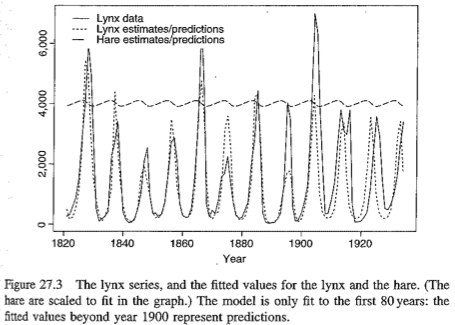 Lynx data
Lynx estimates/predictions
Hare estimates/predictions
6,000
4,000
2,000
0
1820 1840 1860 1880 1900 1920
Year
Figure 27.3 The lynx series, and the fitted values for the lynx and the hare. (The
hare are scaled to fit in the graph.) The model is only fit to the first 80 years: the
fitted values beyond year 1900 represent predictions.